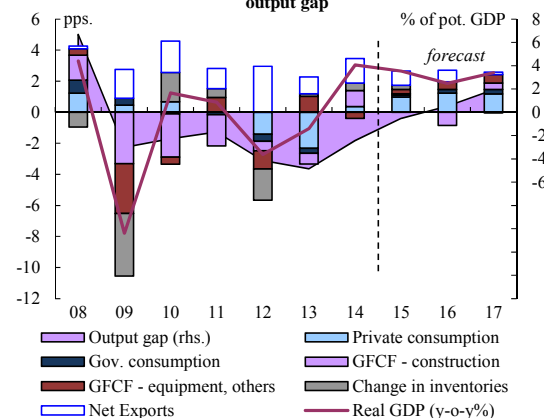 output gap
pps.
% of pot. GDP
forecast
6
4
2
0
-2
-4
-6
-8
-10
-12
8
6
4
2
0
-2
-4
-6
08 09 10 11 12 13 14 15 16 17
Output gap (rhs.)
Private consumption
Gov. consumption
GFCF - construction
GFCF - equipment, others
Change in inventories
Net Exports
Real GDP (y-o-y%)